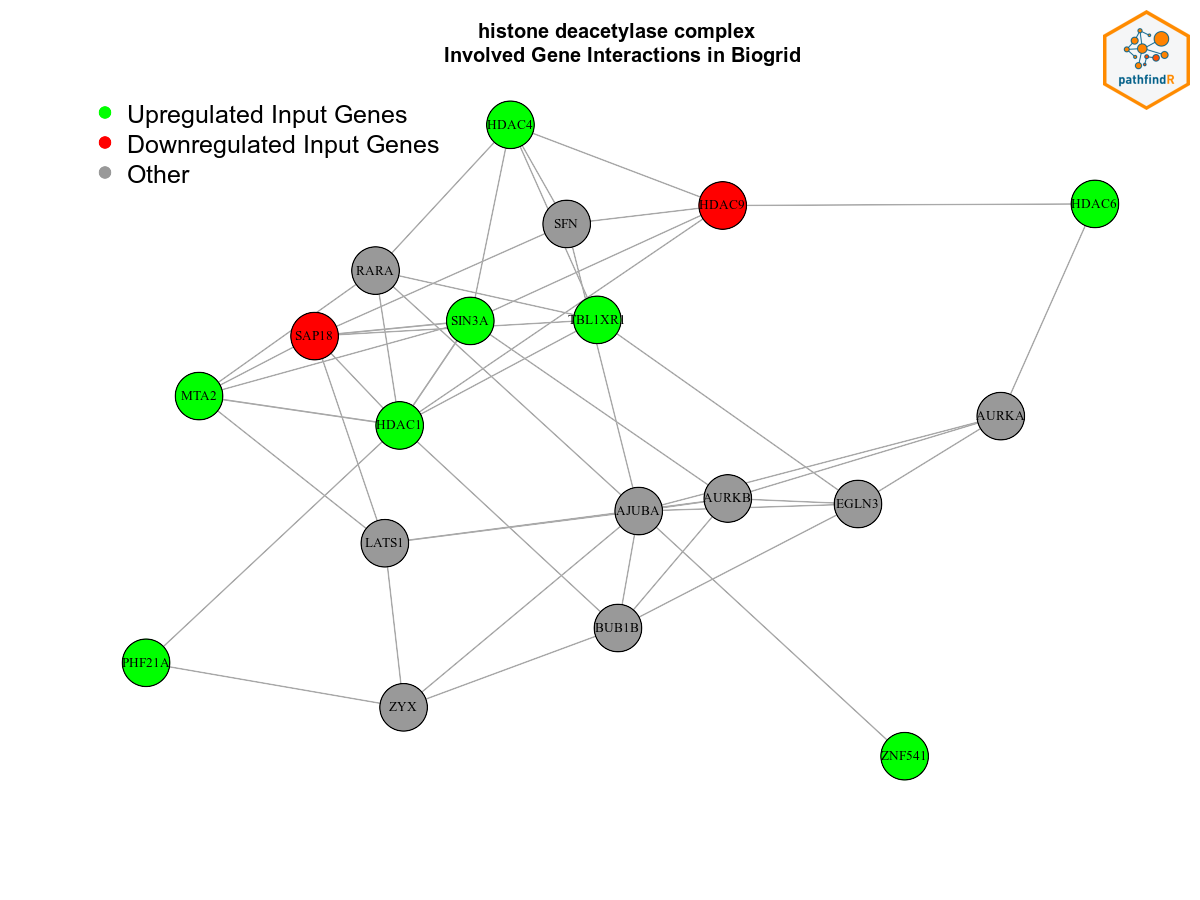 histone deacetylase complex
Involved Gene Interactions in Biogrid
pathfindR
Upregulated Input Genes
Downregulated Input Genes
Other
HDAC4
HDAC9
HDAC6
SFN
RARA
SIN3A
TBL1XR1
SAP18
MTA2
HDAC1
AURKA
AURKB
EGLN3
AJUBA
LATS1
BUB1B
PHF21A
ZYX
ZNF541